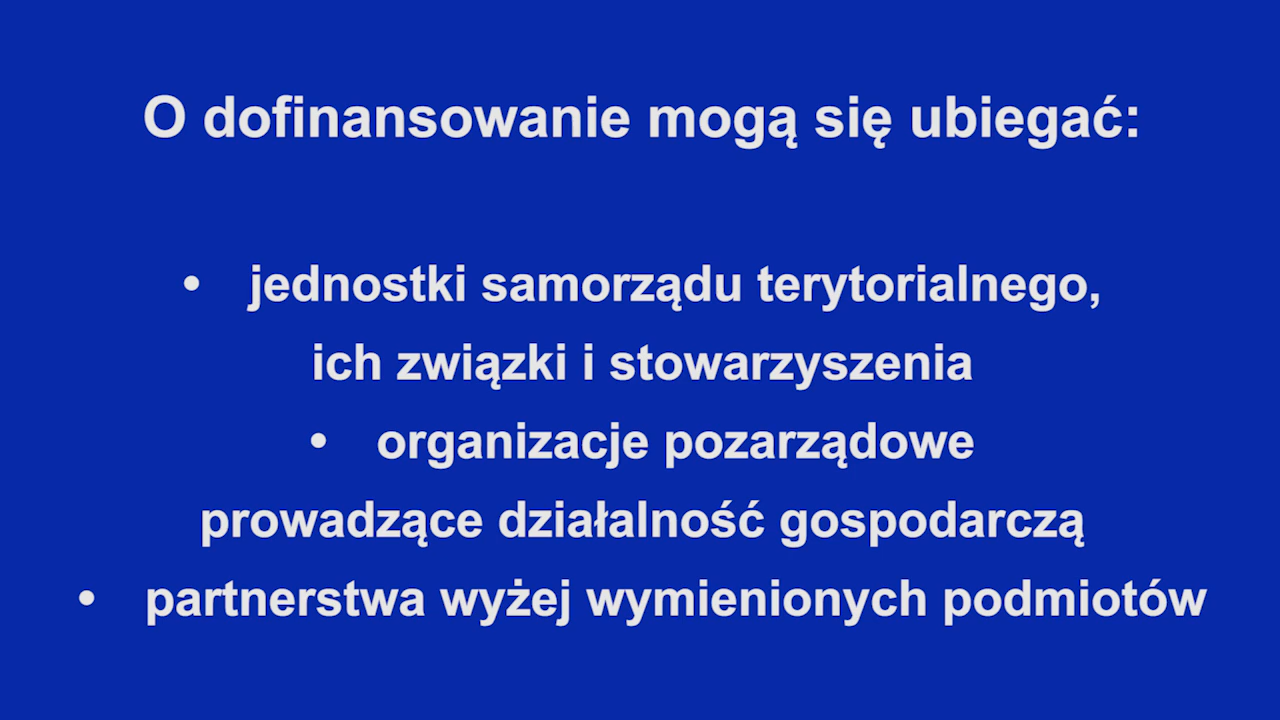 O dofinansowanie mogą się ubiegać:
• jednostki samorządu terytorialnego,
ich związki i stowarzyszenia
• organizacje pozarządowe
prowadzące działalność gospodarczą
• partnerstwa wyżej wymienionych podmiotów